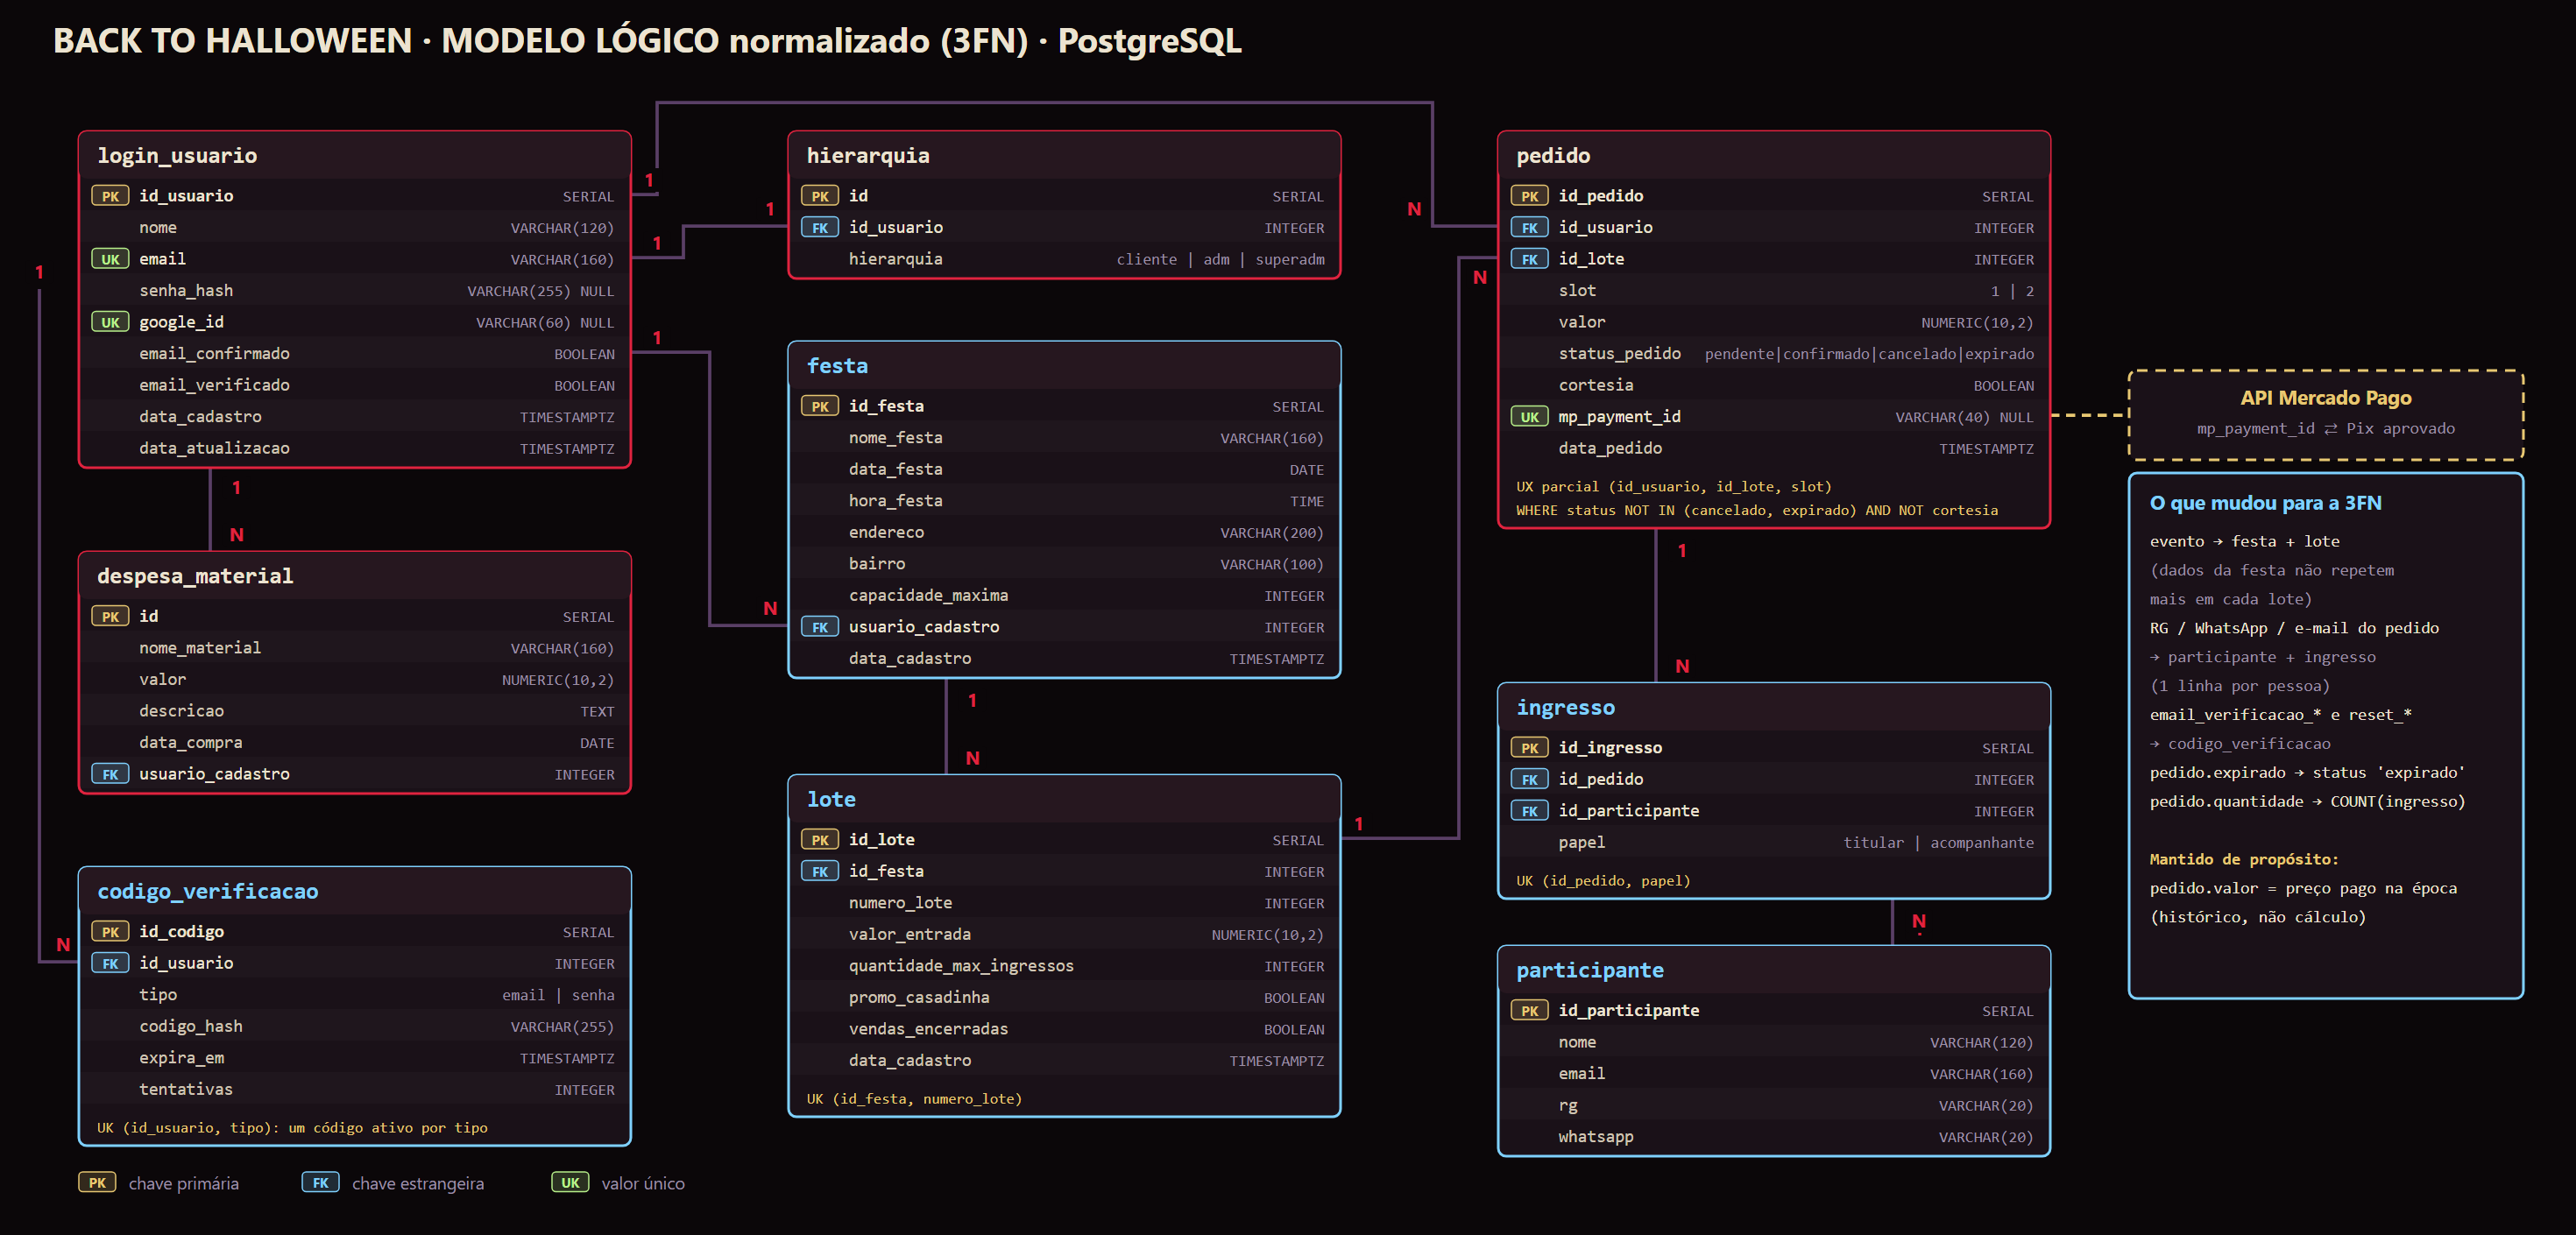 BACK TO HALLOWEEN · MODELO LÓGICO normalizado (3FN) · PostgreSQL
login_usuario
PK id_usuario SERIAL
nome VARCHAR(120)
UK email VARCHAR(160)
senha_hash VARCHAR(255) NULL
UK google_id VARCHAR(60) NULL
email_confirmado BOOLEAN
email_verificado BOOLEAN
data_cadastro TIMESTAMPTZ
data_atualizacao TIMESTAMPTZ
1
1
1
1
1
N
despesa_material
PK id SERIAL
nome_material VARCHAR(160)
valor NUMERIC(10,2)
descricao TEXT
data_compra DATE
FK usuario_cadastro INTEGER
N
codigo_verificacao
PK id_codigo SERIAL
FK id_usuario INTEGER
tipo email | senha
codigo_hash VARCHAR(255)
expira_em TIMESTAMPTZ
tentativas INTEGER
UK (id_usuario, tipo): um código ativo por tipo
1
hierarquia
PK id SERIAL
FK id_usuario INTEGER
hierarquia cliente | adm | superadm
festa
PK id_festa SERIAL
nome_festa VARCHAR(160)
data_festa DATE
hora_festa TIME
endereco VARCHAR(200)
bairro VARCHAR(100)
capacidade_maxima INTEGER
N
FK usuario_cadastro INTEGER
data_cadastro TIMESTAMPTZ
1
N
lote
PK id_lote SERIAL
FK id_festa INTEGER
numero_lote INTEGER
valor_entrada NUMERIC(10,2)
quantidade_max_ingressos INTEGER
promo_casadinha BOOLEAN
vendas_encerradas BOOLEAN
data_cadastro TIMESTAMPTZ
UK (id_festa, numero_lote)
1
N
N
pedido
PK id_pedido SERIAL
FK id_usuario INTEGER
FK id_lote INTEGER
slot 1 | 2
valor NUMERIC(10,2)
status_pedido pendente|confirmado|cancelado|expirado
cortesia BOOLEAN
UK mp_payment_id VARCHAR(40) NULL
data_pedido TIMESTAMPTZ
UX parcial (id_usuario, id_lote, slot)
WHERE status NOT IN (cancelado, expirado) AND NOT cortesia
1
N
ingresso
PK id_ingresso SERIAL
FK id_pedido INTEGER
FK id_participante INTEGER
papel titular | acompanhante
UK (id_pedido, papel)
N
participante
PK id_participante SERIAL
nome VARCHAR(120)
email VARCHAR(160)
rg VARCHAR(20)
whatsapp VARCHAR(20)
API Mercado Pago
mp_payment_id ⇄ Pix aprovado
O que mudou para a 3FN
evento → festa + lote
(dados da festa não repetem
mais em cada lote)
RG / WhatsApp / e-mail do pedido
→ participante + ingresso
(1 linha por pessoa)
email_verificacao_* e reset_*
→ codigo_verificacao
pedido.expirado → status 'expirado'
pedido.quantidade → COUNT(ingresso)
Mantido de propósito:
pedido.valor = preço pago na época
(histórico, não cálculo)
PK chave primária
FK chave estrangeira
UK valor único